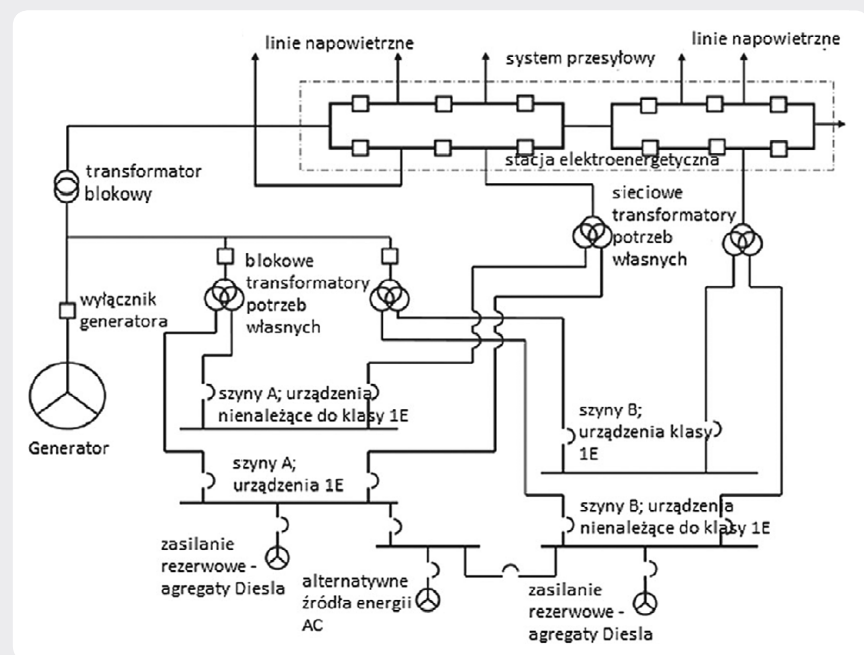 linie napowietrzne
system przesyłowy
linie napowietrzne
stacja elektroenergetyczna
transformator
blokowy
sieciowe
transformatory
potrzeb
własnych
blokowe
transformatory
potrzeb
własnych
wyłącznik
generatora
Generator
szyny A; urządzenia
nienależące do klasy 1E
szyny B;
urządzenia klasy
1E
szyny A;
urządzenia 1E
szyny B; urządzenia
nienależące do klasy 1E
zasilanie
rezerwowe -
agregaty Diesla
alternatywne
źródła energii
AC
zasilanie
rezerwowe -
agregaty Diesla